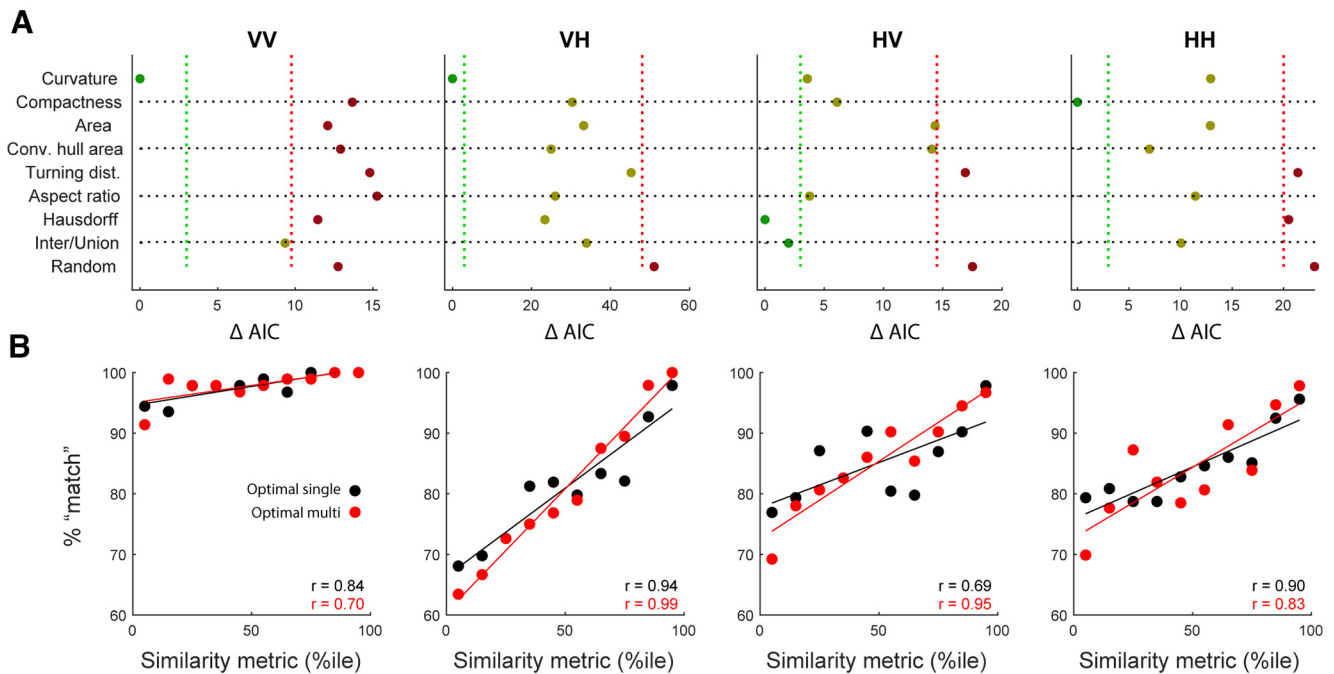 A
VV VH HV HH
Curvature
Compactness
Area
Conv. hull area
Turning dist.
Aspect ratio
Hausdorff
Inter/Union
Random
0 5 10 15 0 20 40 60 0 5 10 15 20 0 5 10 15 20
Δ AIC Δ AIC Δ AIC Δ AIC
B
% “match”
100 90 80 70 60
Optimal single
Optimal multi
r = 0.84
r = 0.70
0 50 100
Similarity metric (%ile)
100 90 80 70 60
r = 0.94
r = 0.99
0 50 100
Similarity metric (%ile)
100 90 80 70 60
r = 0.69
r = 0.95
0 50 100
Similarity metric (%ile)
100 90 80 70 60
r = 0.90
r = 0.83
0 50 100
Similarity metric (%ile)